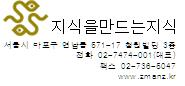 지식을만드는지식
서울시 마포구 연남동 571-17 청원빌딩 3층
전화 02-7474-001(대표)
팩스 02-736-5047
www.zmanz.kr